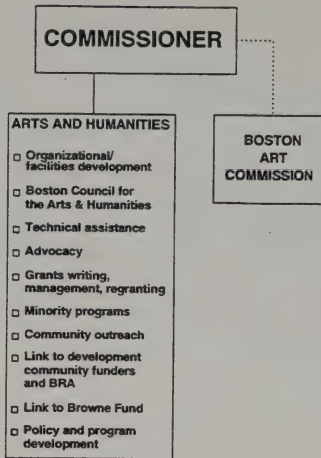 COMMISSIONER
ARTS AND HUMANITIES
□ Organizational/
facilities development
□ Boston Council for
the Arts & Humanities
□ Technical assistance
□ Advocacy
□ Grants writing,
management, regranting
□ Minority programs
□ Community outreach
□ Link to development
community funders
and BRA
□ Link to Browne Fund
□ Policy and program
development
BOSTON
ART
COMMISSION